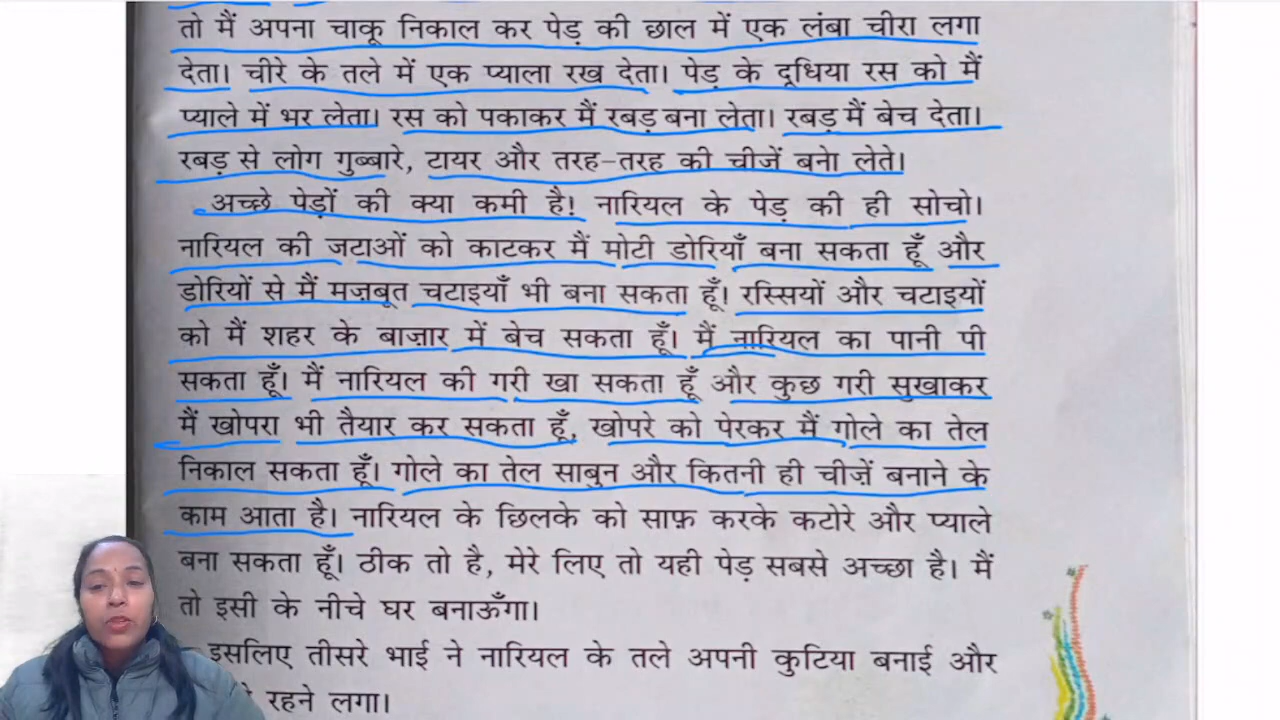 तो मैं अपना चाकू निकाल कर पेड़ की छाल में एक लंबा चीरा लगा
देता। चीरे के तले में एक प्याला रख देता। पेड़ के दूधिया रस को मैं
प्याले में भर लेता। रस को पकाकर मैं रबड़ बना लेता। रबड़ मैं बेच देता।
रबड़ से लोग गुब्बारे, टायर और तरह-तरह की चीजें बना लेते।
अच्छे पेड़ों की क्या कमी है! नारियल के पेड़ की ही सोचो।
नारियल की जटाओं को काटकर मैं मोटी डोरियाँ बना सकता हूँ और
डोरियों से मैं मज़बूत चटाइयाँ भी बना सकता हूँ। रस्सियों और चटाइयों
को मैं शहर के बाज़ार में बेच सकता हूँ। मैं नारियल का पानी पी
सकता हूँ। मैं नारियल की गरी खा सकता हूँ और कुछ गरी सुखाकर
मैं खोपरा भी तैयार कर सकता हूँ, खोपरे को पेरकर मैं गोले का तेल
निकाल सकता हूँ। गोले का तेल साबुन और कितनी ही चीज़ें बनाने के
काम आता है। नारियल के छिलके को साफ़ करके कटोरे और प्याले
बना सकता हूँ। ठीक तो है, मेरे लिए तो यही पेड़ सबसे अच्छा है। मैं
तो इसी के नीचे घर बनाऊँगा।
इसलिए तीसरे भाई ने नारियल के तले अपनी कुटिया बनाई और
रहने लगा।